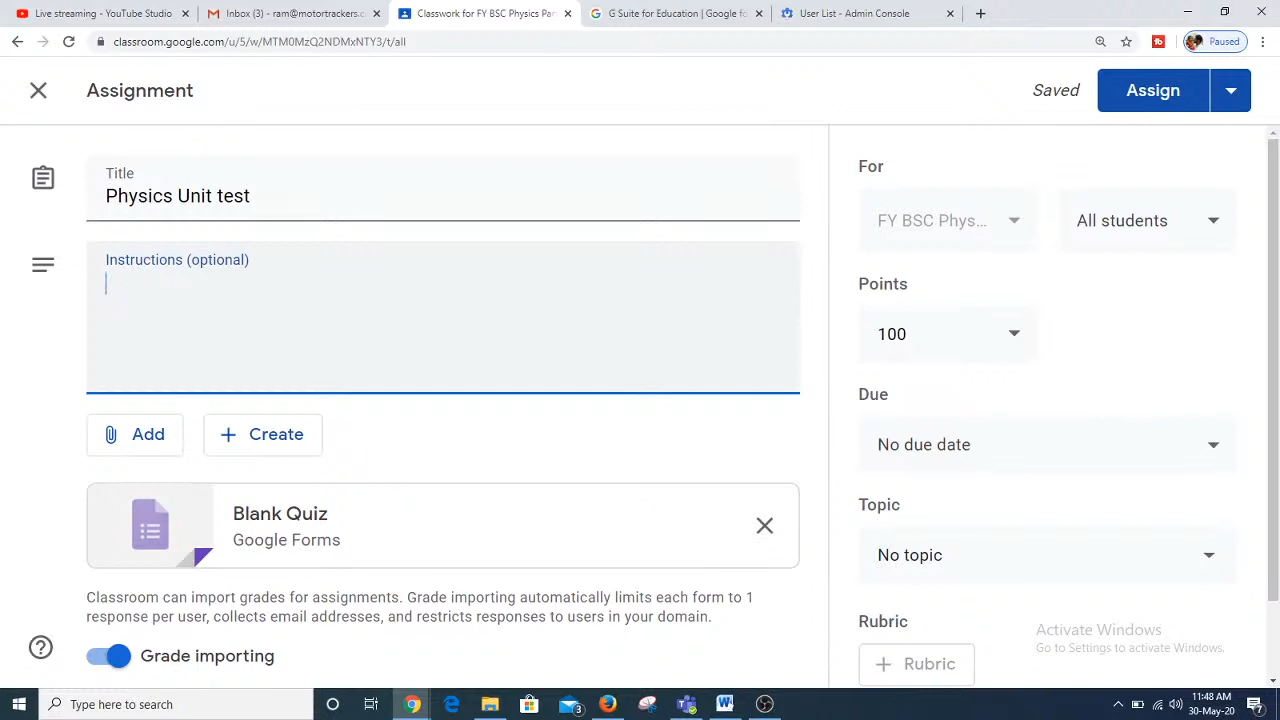 Live streaming - YouTube Studio
Inbox (3) - ram@motortrackers.c
Classwork for FY BSC Physics Par
G Suite for Education | Google fo
User List - Admin Console
classroom.google.com/u/5/w/MTM0MzQ2NDMxNTY3/t/all
Paused
Assignment
Saved
Assign
Title
Physics Unit test
Instructions (optional)
Add
Create
Blank Quiz
Google Forms
Classroom can import grades for assignments. Grade importing automatically limits each form to 1
response per user, collects email addresses, and restricts responses to users in your domain.
Grade importing
For
FY BSC Phys...
All students
Points
100
Due
No due date
Topic
No topic
Rubric
Rubric
Activate Windows
Go to Settings to activate Windows.
Type here to search
11:48 AM
30-May-20